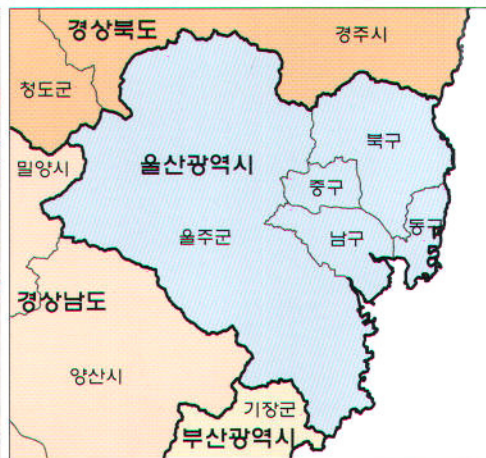 경상북도
경주시
청도군
북구
밀양시
울산광역시
중구
동구
울주군
남구
경상남도
양산시
기장군
부산광역시